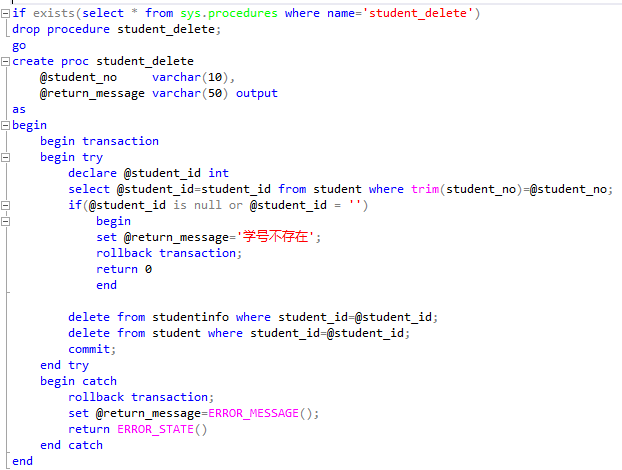 if exists(select * from sys.procedures where name='student_delete')
drop procedure student_delete;
go
create proc student_delete
    @student_no     varchar(10),
    @return_message varchar(50) output
as
begin
    begin transaction
    begin try
        declare @student_id int
        select @student_id=student_id from student where trim(student_no)=@student_no;
        if(@student_id is null or @student_id = '')
            begin
            set @return_message='学号不存在';
            rollback transaction;
            return 0
            end
        delete from studentinfo where student_id=@student_id;
        delete from student where student_id=@student_id;
        commit;
    end try
    begin catch
        rollback transaction;
        set @return_message=ERROR_MESSAGE();
        return ERROR_STATE()
    end catch
end